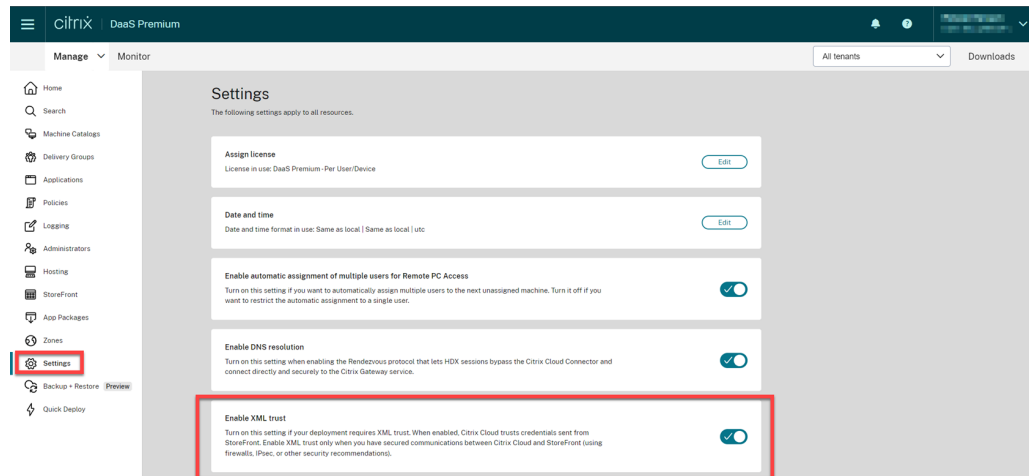 citrix DaaS Premium
Manage Monitor All tenants Downloads
Home
Search
Machine Catalogs
Delivery Groups
Applications
Policies
Logging
Administrators
Hosting
StoreFront
App Packages
Zones
Settings
Backup + Restore Preview
Quick Deploy
Settings
The following settings apply to all resources.
Assign license
License in use: DaaS Premium - Per User/Device
Edit
Date and time
Date and time format in use: Same as local | Same as local | utc
Edit
Enable automatic assignment of multiple users for Remote PC Access
Turn on this setting if you want to automatically assign multiple users to the next unassigned machine. Turn it off if you
want to restrict the automatic assignment to a single user.
Enable DNS resolution
Turn on this setting when enabling the Rendezvous protocol that lets HDX sessions bypass the Citrix Cloud Connector and
connect directly and securely to the Citrix Gateway service.
Enable XML trust
Turn on this setting if your deployment requires XML trust. When enabled, Citrix Cloud trusts credentials sent from
StoreFront. Enable XML trust only when you have secured communications between Citrix Cloud and StoreFront (using
firewalls, IPsec, or other security recommendations).